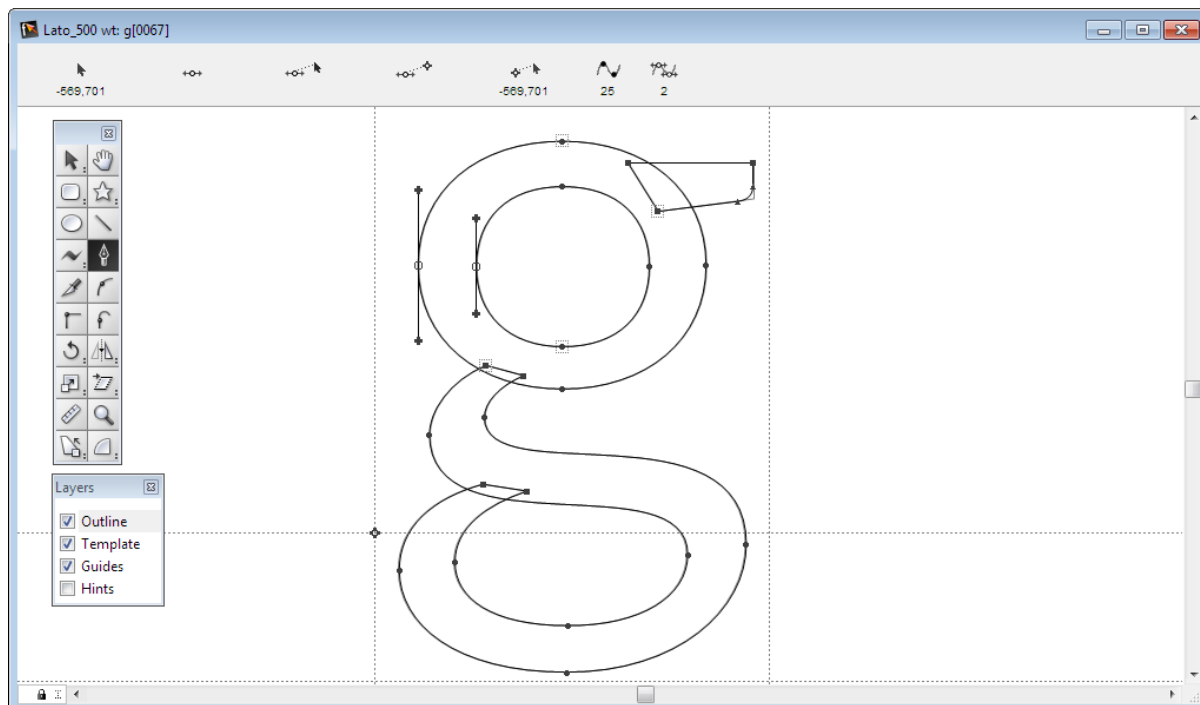 Lato_500 wt: g[0067]
-569,701 -569,701 25 2
Layers
Outline
Template
Guides
Hints